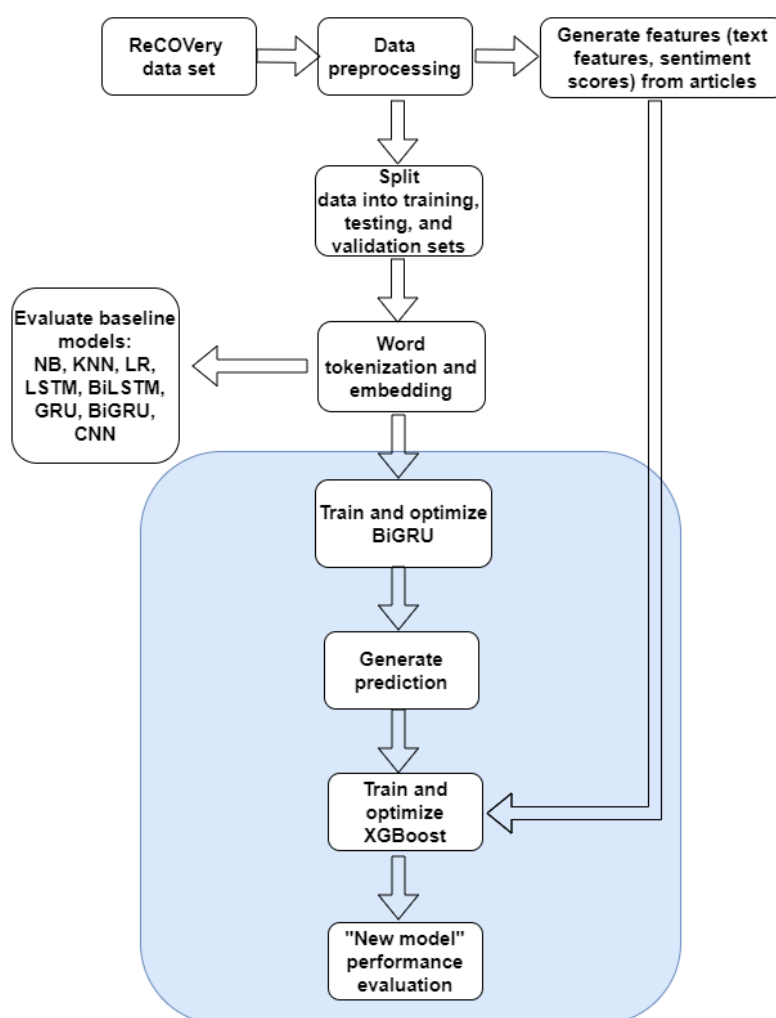 ReCOVery
data set
Data
preprocessing
Generate features (text
features, sentiment
scores) from articles
Split
data into training,
testing, and
validation sets
Evaluate baseline
models:
NB, KNN, LR,
LSTM, BiLSTM,
GRU, BiGRU,
CNN
Word
tokenization and
embedding
Train and optimize
BiGRU
Generate
prediction
Train and
optimize
XGBoost
"New model"
performance
evaluation